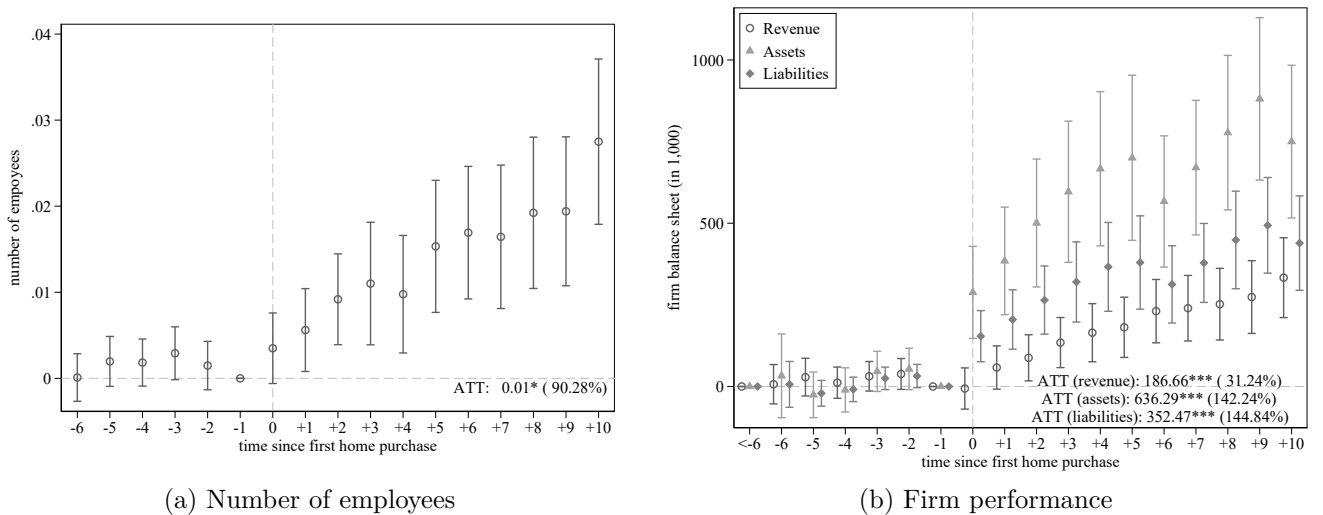 .04
.03
.02
.01
0
number of empoyees
ATT: 0.01* ( 90.28%)
-6 -5 -4 -3 -2 -1 0 +1 +2 +3 +4 +5 +6 +7 +8 +9 +10
time since first home purchase
(a) Number of employees
Revenue
Assets
Liabilities
1000
500
0
firm balance sheet (in 1,000)
ATT (revenue): 186.66*** ( 31.24%)
ATT (assets): 636.29*** (142.24%)
ATT (liabilities): 352.47*** (144.84%)
<-6 -6 -5 -4 -3 -2 -1 0 +1 +2 +3 +4 +5 +6 +7 +8 +9 +10
time since first home purchase
(b) Firm performance